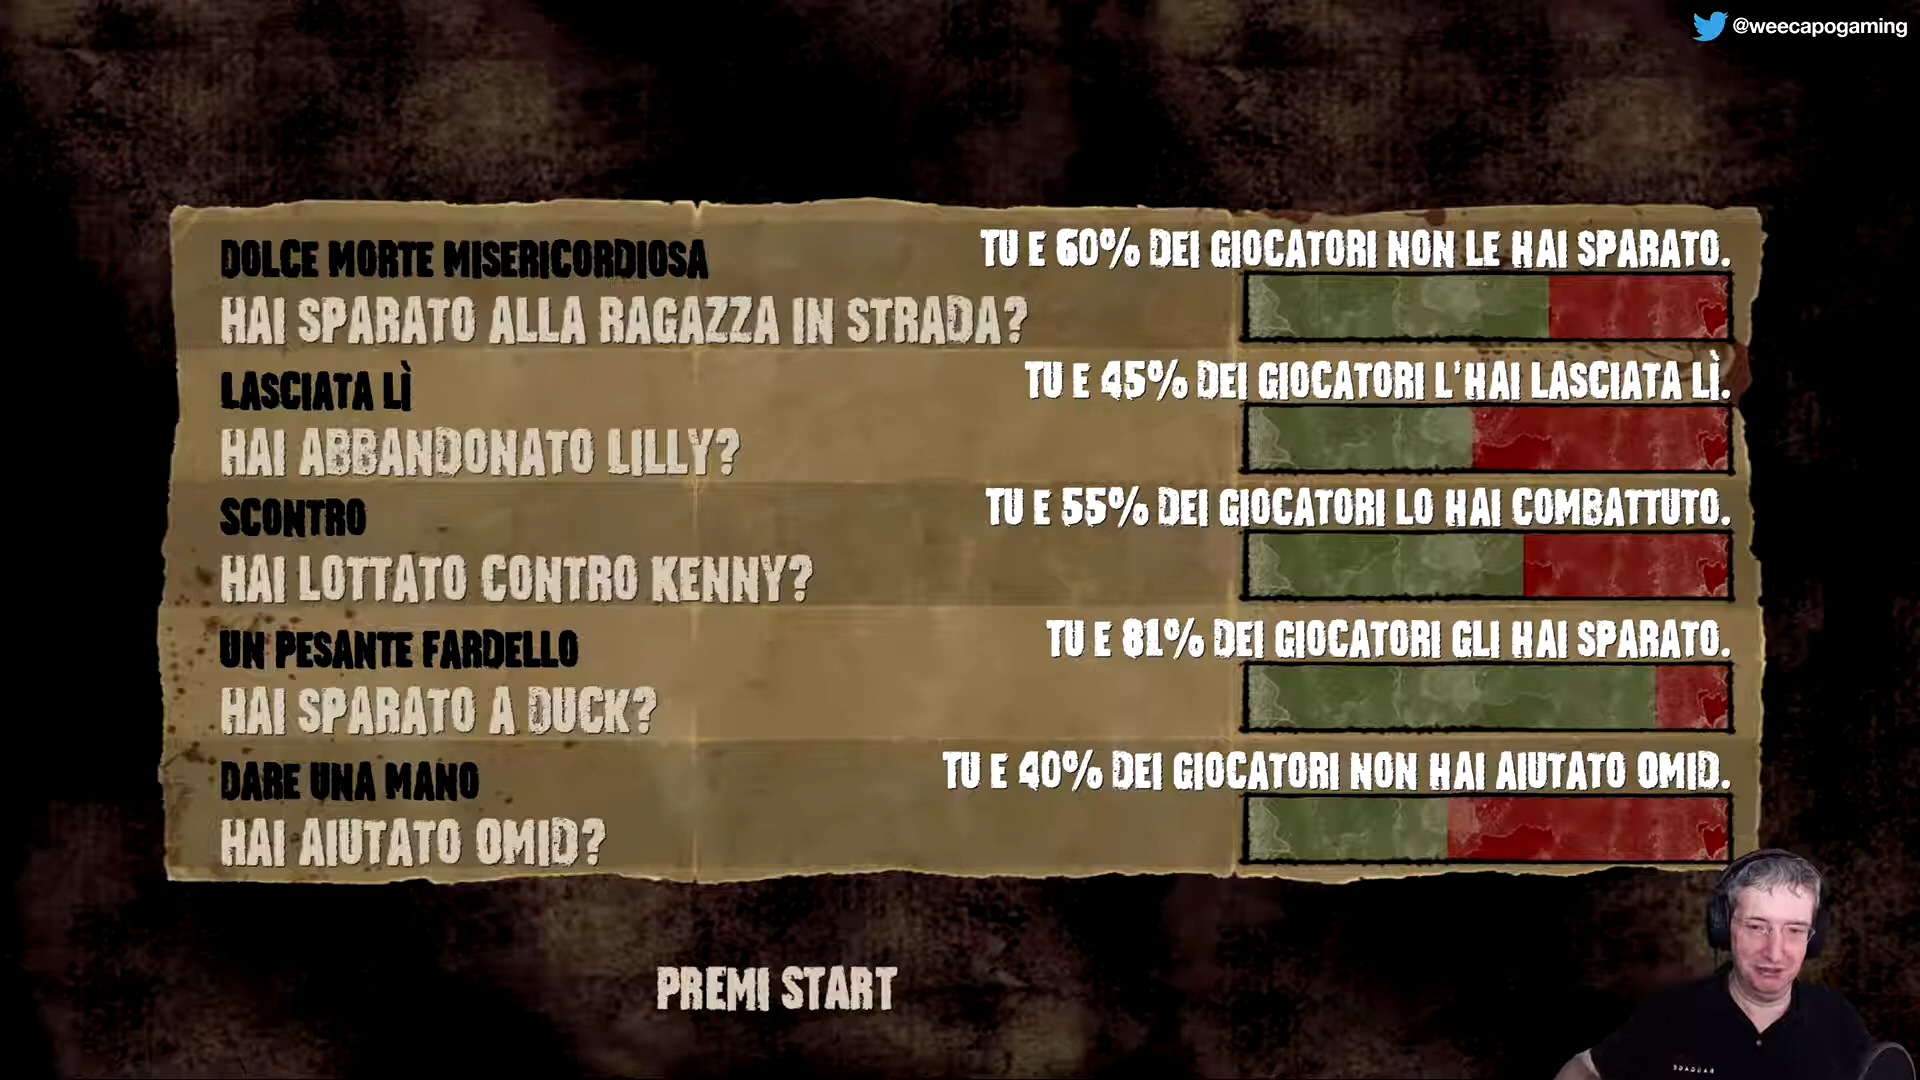 @weecapogaming
DOLCE MORTE MISERICORDIOSA
TU E 60% DEI GIOCATORI NON LE HAI SPARATO.
HAI SPARATO ALLA RAGAZZA IN STRADA?
LASCIATA LÌ
TU E 45% DEI GIOCATORI L'HAI LASCIATA LÌ.
HAI ABBANDONATO LILLY?
SCONTRO
TU E 55% DEI GIOCATORI LO HAI COMBATTUTO.
HAI LOTTATO CONTRO KENNY?
UN PESANTE FARDELLO
TU E 81% DEI GIOCATORI GLI HAI SPARATO.
HAI SPARATO A DUCK?
DARE UNA MANO
TU E 40% DEI GIOCATORI NON HAI AIUTATO OMID.
HAI AIUTATO OMID?
PREMI START